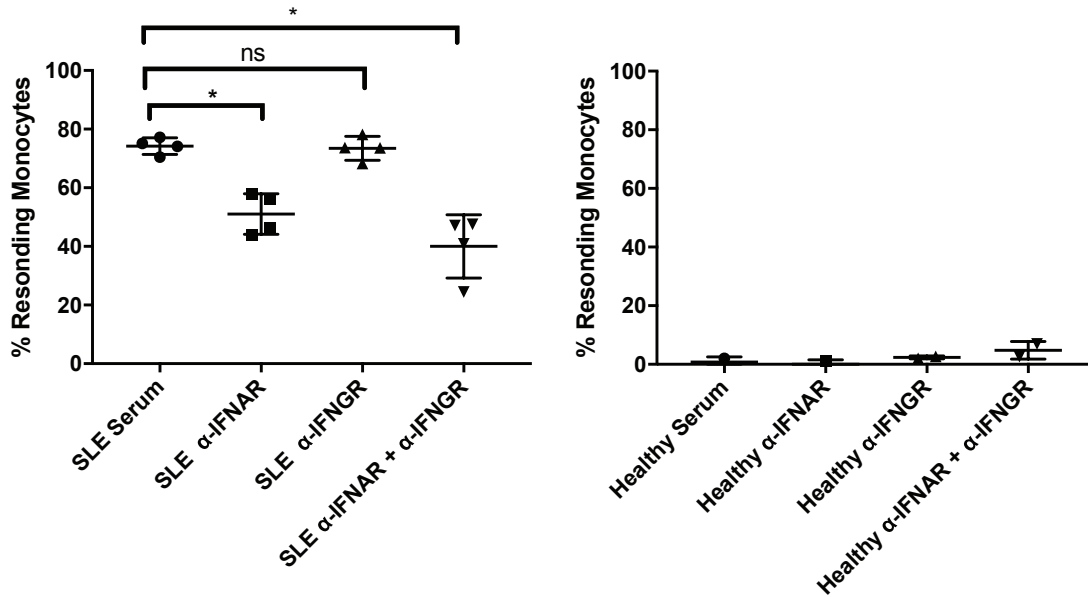 *
ns
*
% Resonding Monocytes
100
80
60
40
20
0
SLE Serum
SLE α-IFNAR
SLE α-IFNGR
SLE α-IFNAR + α-IFNGR
% Resonding Monocytes
100
80
60
40
20
0
Healthy Serum
Healthy α-IFNAR
Healthy α-IFNGR
Healthy α-IFNAR + α-IFNGR